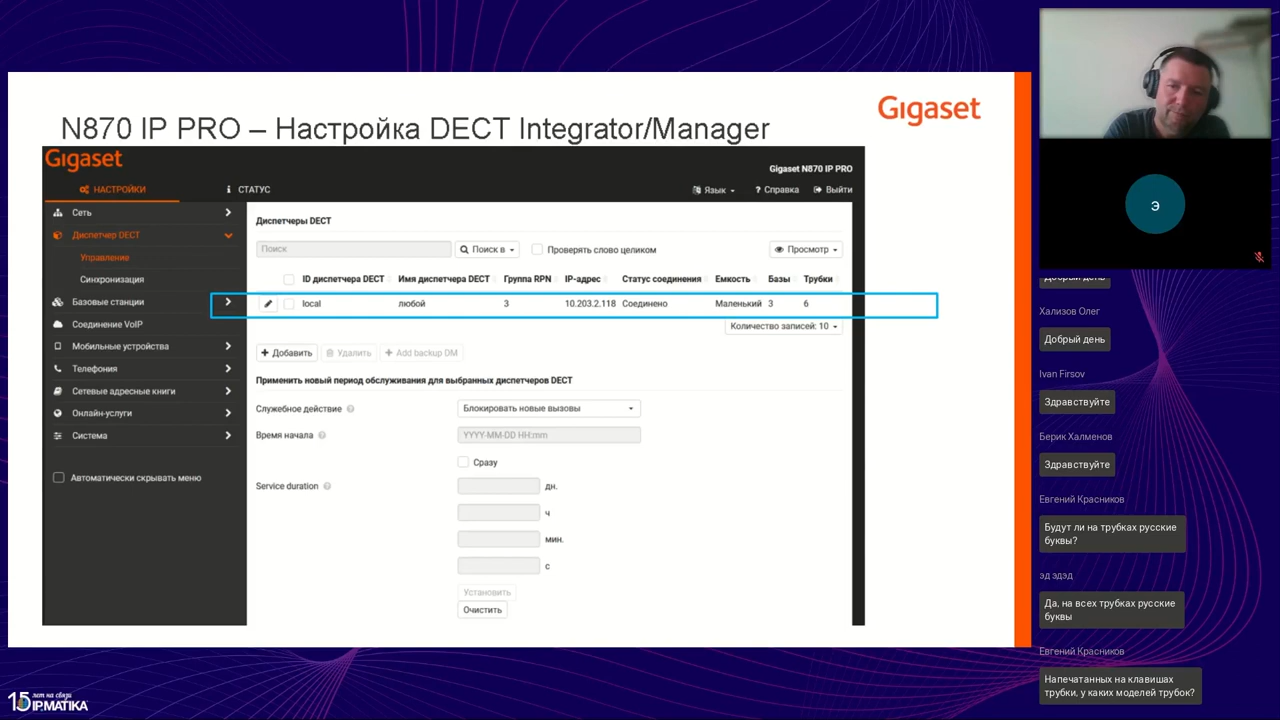 N870 IP PRO – Настройка DECT Integrator/Manager
Gigaset
Gigaset
Gigaset N870 IP PRO
НАСТРОЙКИ
СТАТУС
Язык
Справка
Выйти
Сеть
Диспетчер DECT
Управление
Синхронизация
Базовые станции
Соединение VoIP
Мобильные устройства
Телефония
Сетевые адресные книги
Онлайн-услуги
Система
Автоматически скрывать меню
Диспетчеры DECT
Поиск
Поиск в
Проверять слово целиком
Просмотр
ID диспетчера DECT Имя диспетчера DECT Группа RPN IP-адрес Статус соединения Емкость Базы Трубки
local любой 3 10.203.2.118 Соединено Маленький 3 6
Количество записей: 10
Добавить
Удалить
Add backup DM
Применить новый период обслуживания для выбранных диспетчеров DECT
Служебное действие
Блокировать новые вызовы
Время начала
YYYY-MM-DD HH:mm
Сразу
Service duration
дн.
ч
мин.
с
Установить
Очистить
15 лет на связи
IPMATIKA
э
Добрый день
Хализов Олег
Добрый день
Ivan Firsov
Здравствуйте
Берик Халменов
Здравствуйте
Евгений Красников
Будут ли на трубках русские
буквы?
эд эдэд
Да, на всех трубках русские
буквы
Евгений Красников
Напечатанных на клавишах
трубки, у каких моделей трубок?